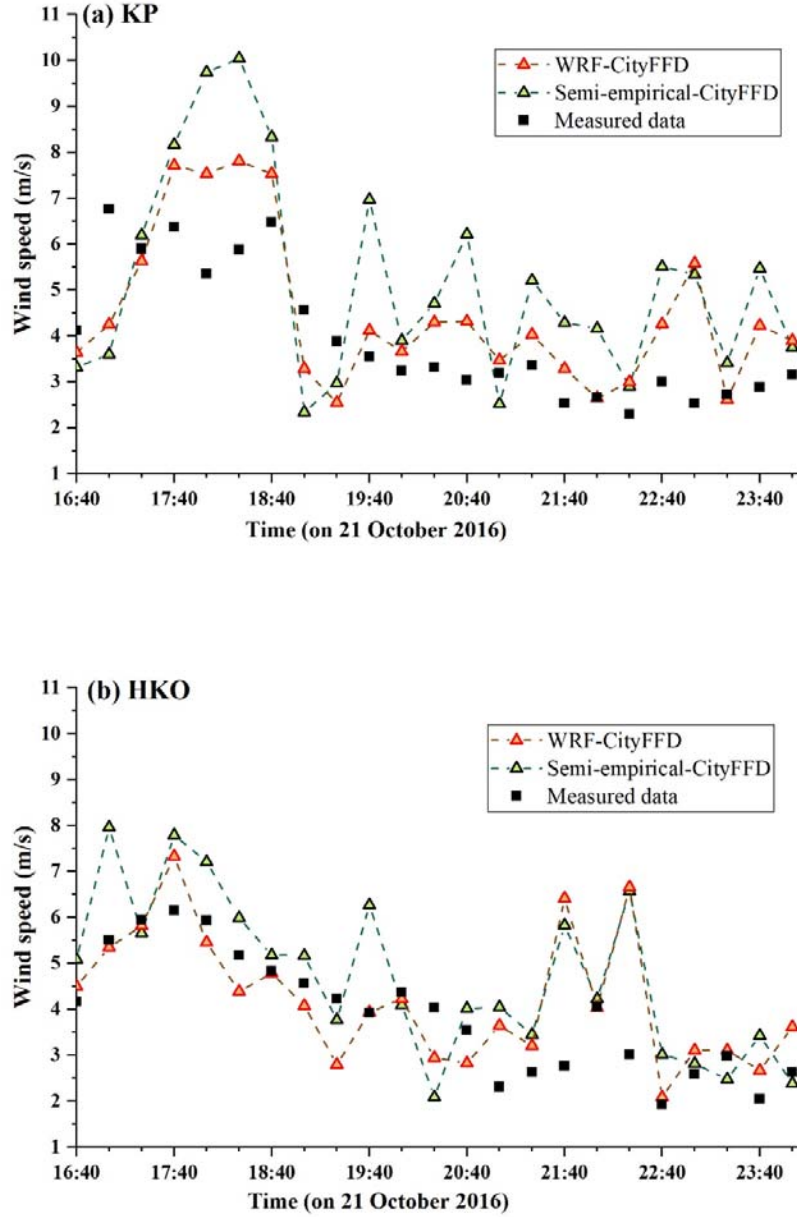 (a) KP
11
10
9
8
7
6
5
4
3
2
1
Wind speed (m/s)
WRF-CityFFD
Semi-empirical-CityFFD
Measured data
16:40 17:40 18:40 19:40 20:40 21:40 22:40 23:40
Time (on 21 October 2016)
(b) HKO
11
10
9
8
7
6
5
4
3
2
1
Wind speed (m/s)
WRF-CityFFD
Semi-empirical-CityFFD
Measured data
16:40 17:40 18:40 19:40 20:40 21:40 22:40 23:40
Time (on 21 October 2016)